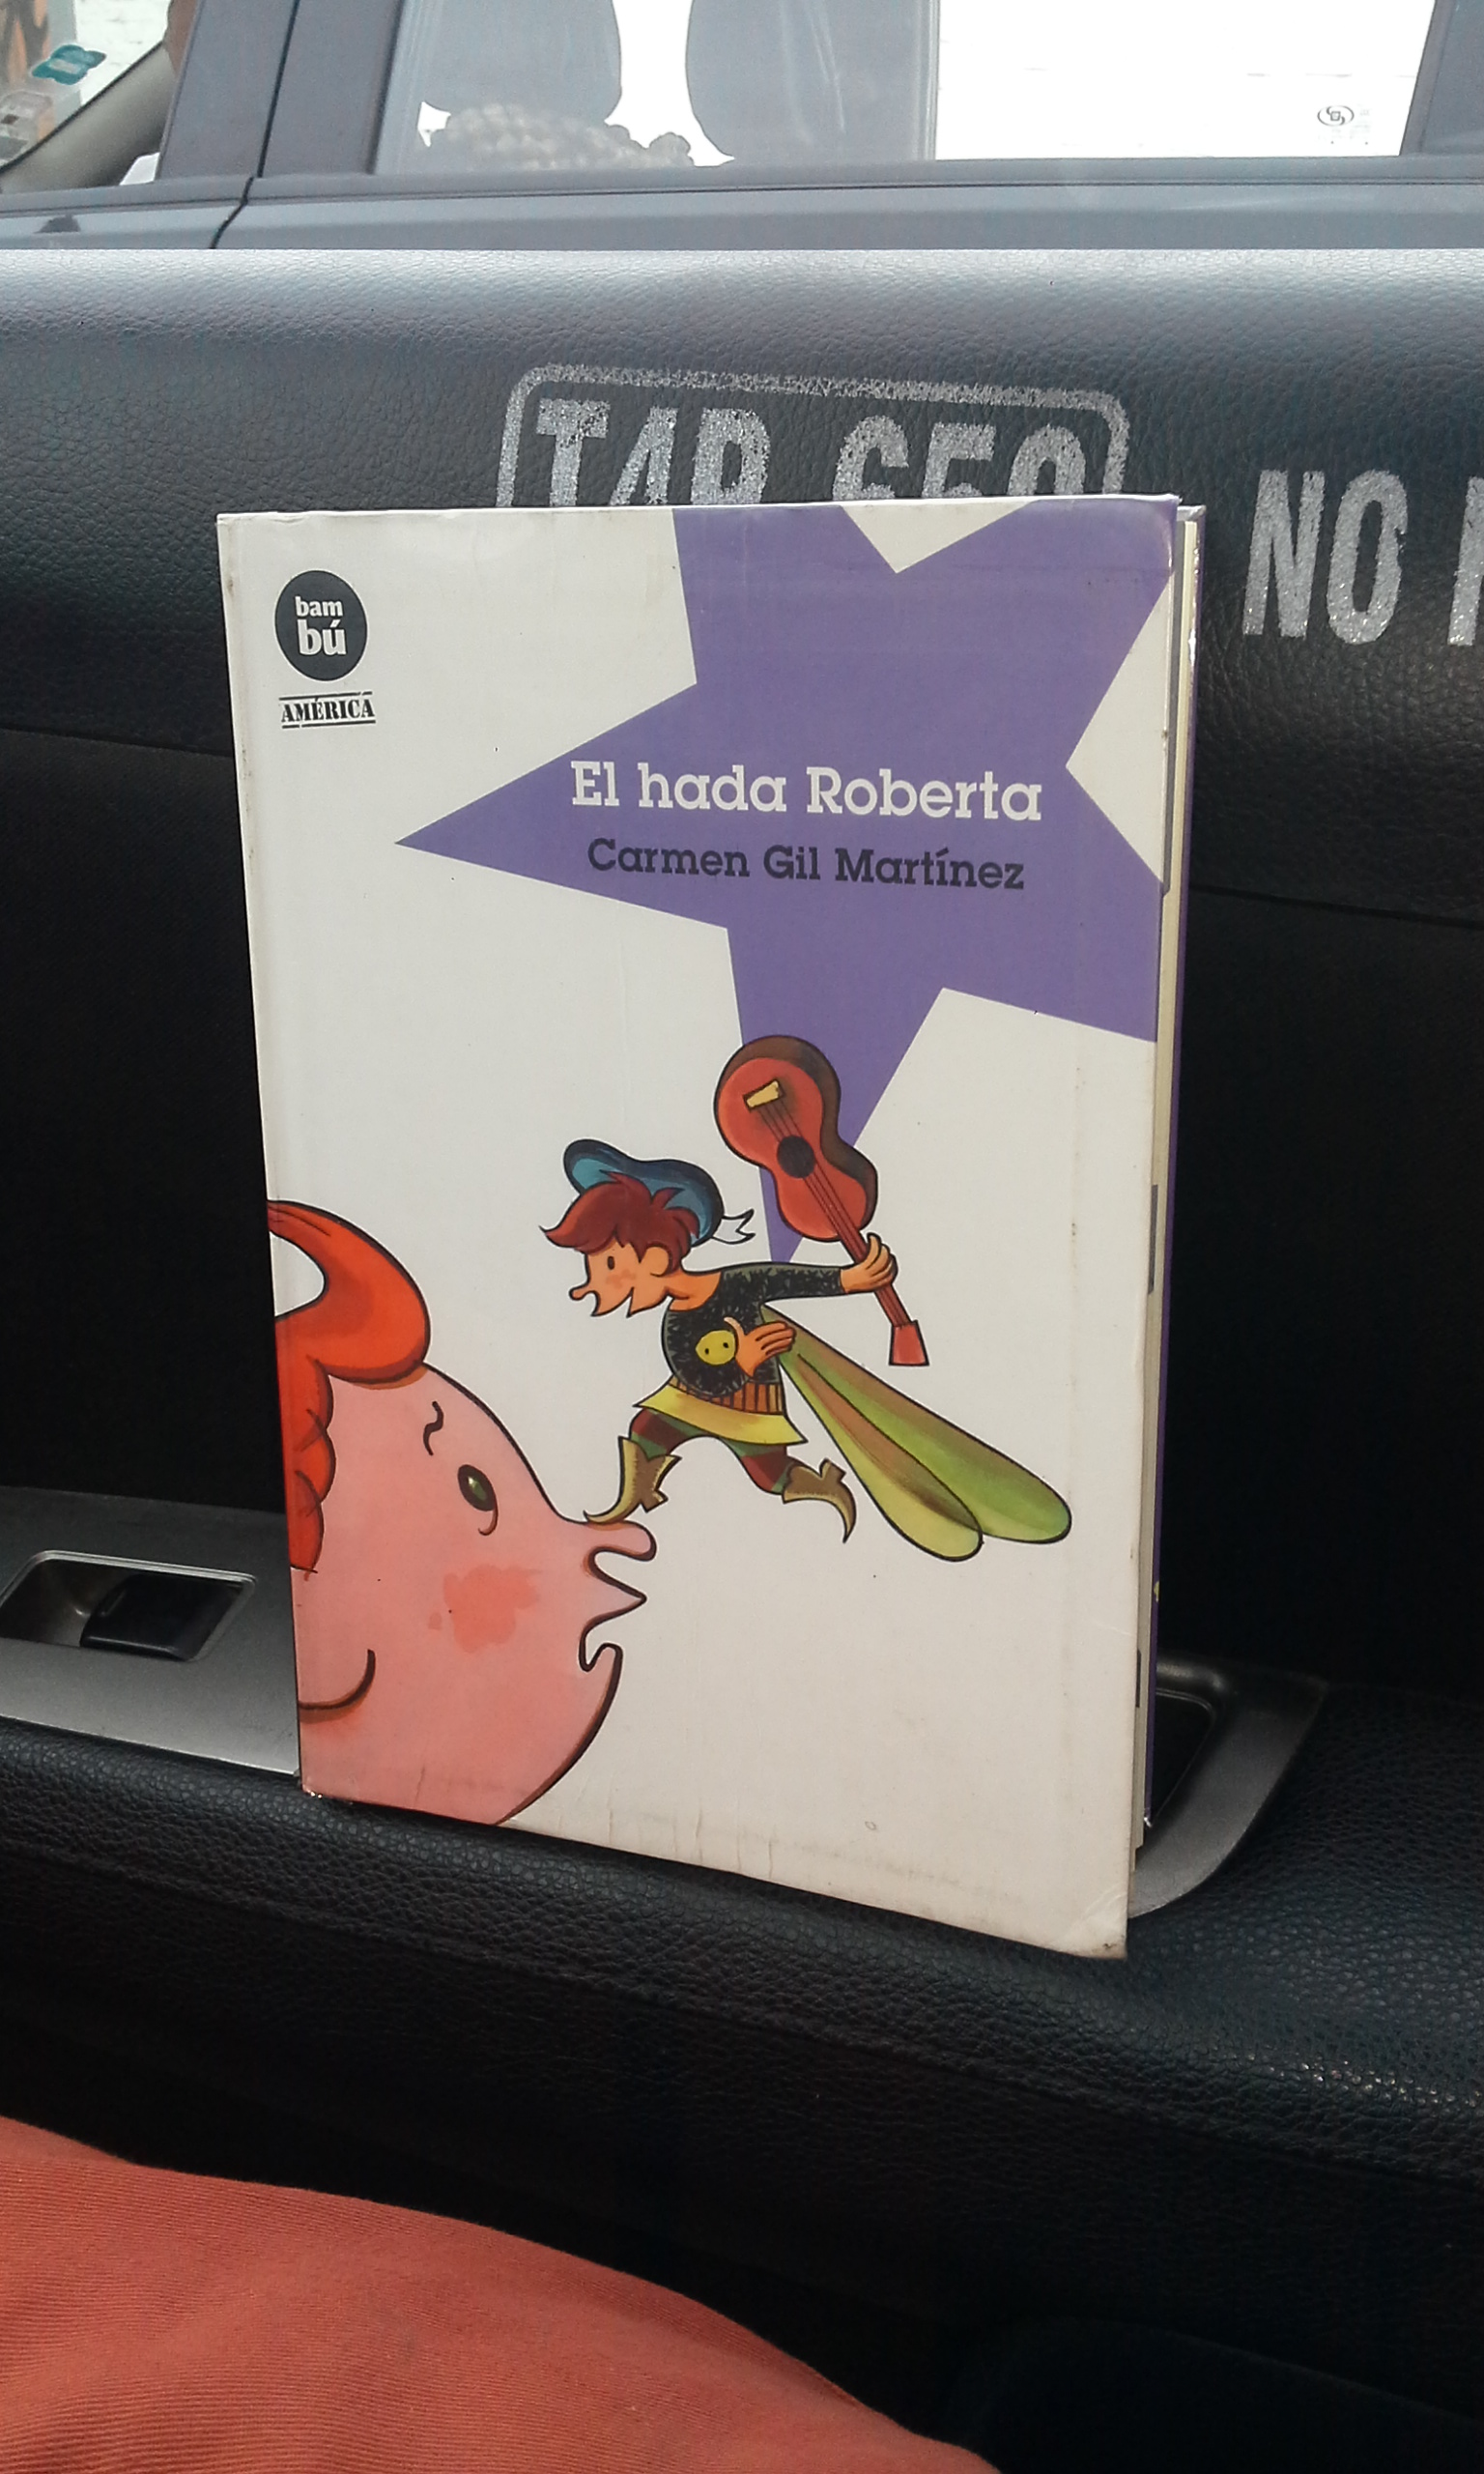 NO
bam
bú
AMÉRICA
El hada Roberta
Carmen Gil Martínez